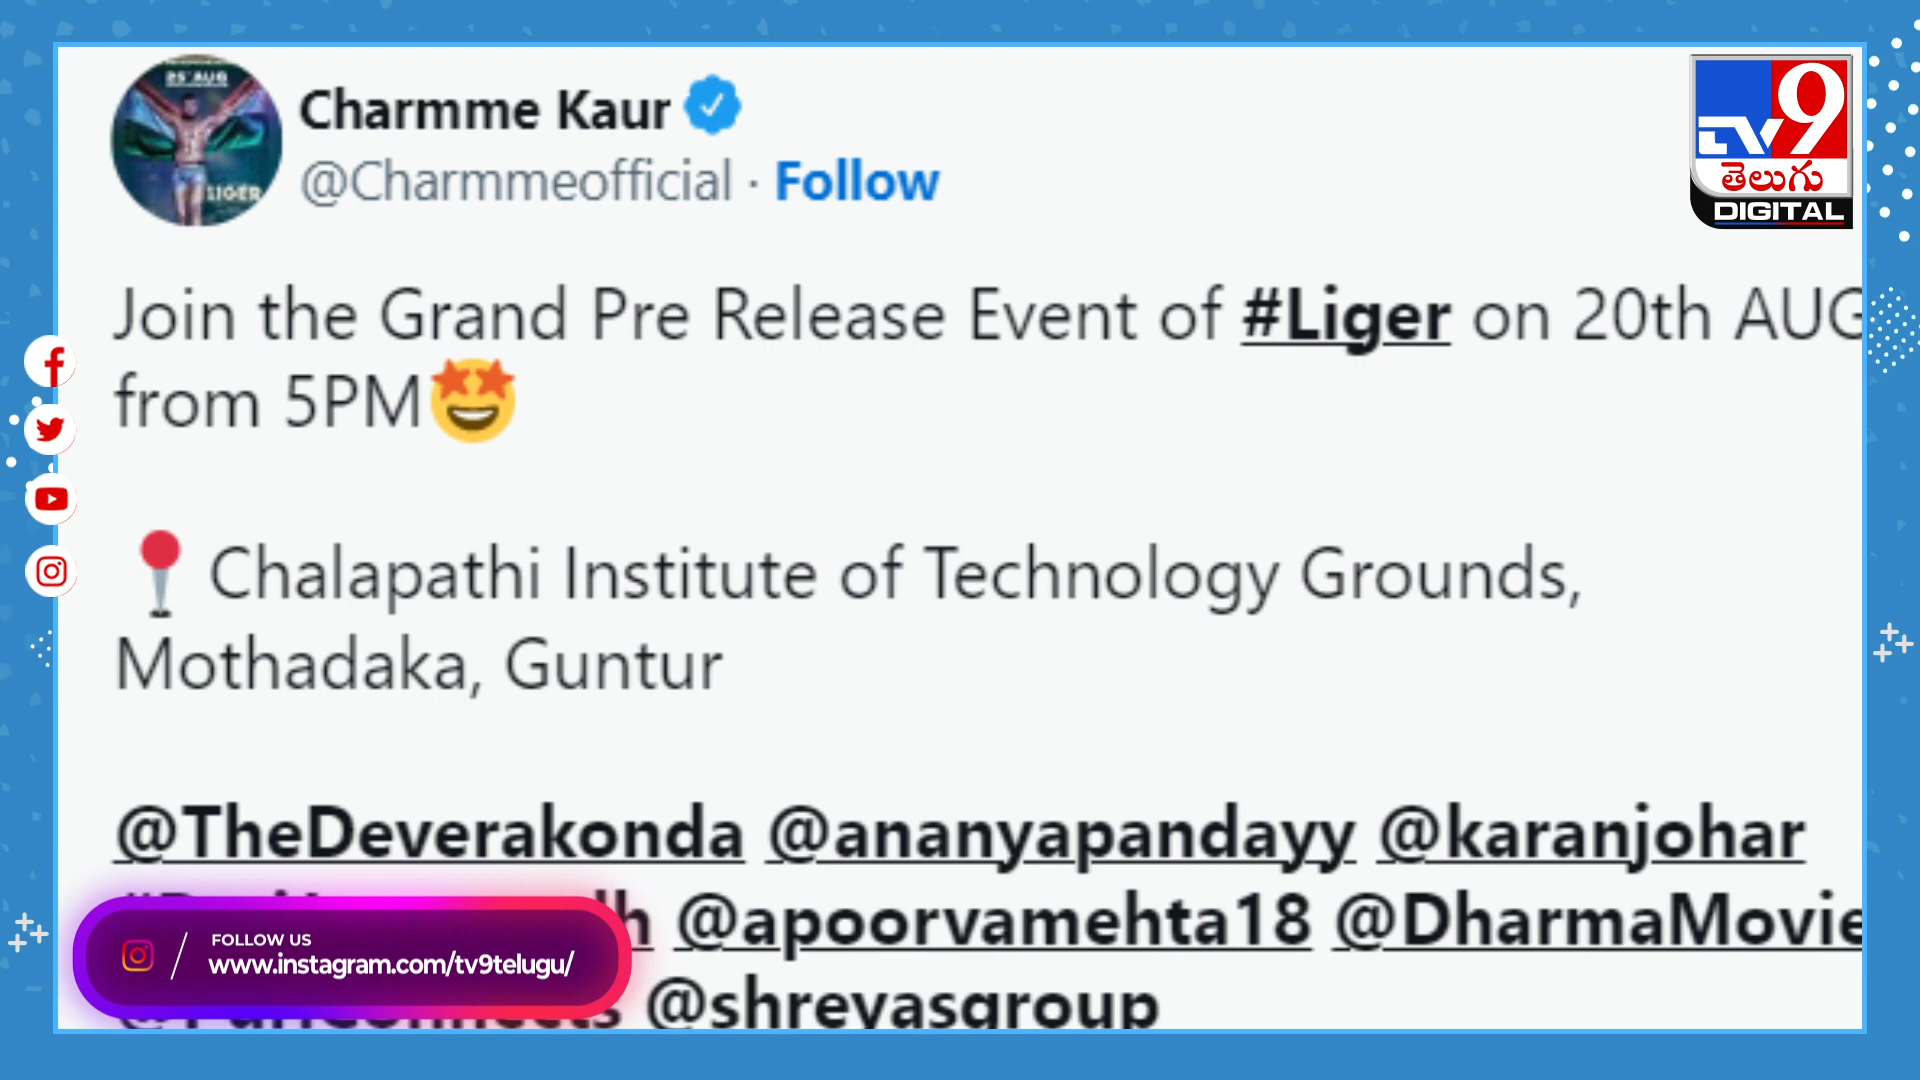 25 AUG
LIGER
Charmme Kaur
@Charmmeofficial · Follow
TV9
తెలుగు
DIGITAL
Join the Grand Pre Release Event of #Liger on 20th AUG
from 5PM🤩
📍 Chalapathi Institute of Technology Grounds,
Mothadaka, Guntur
@TheDeverakonda @ananyapandayy @karanjohar
@apoorvamehta18 @DharmaMovie
@shreyasgroup
FOLLOW US
www.instagram.com/tv9telugu/